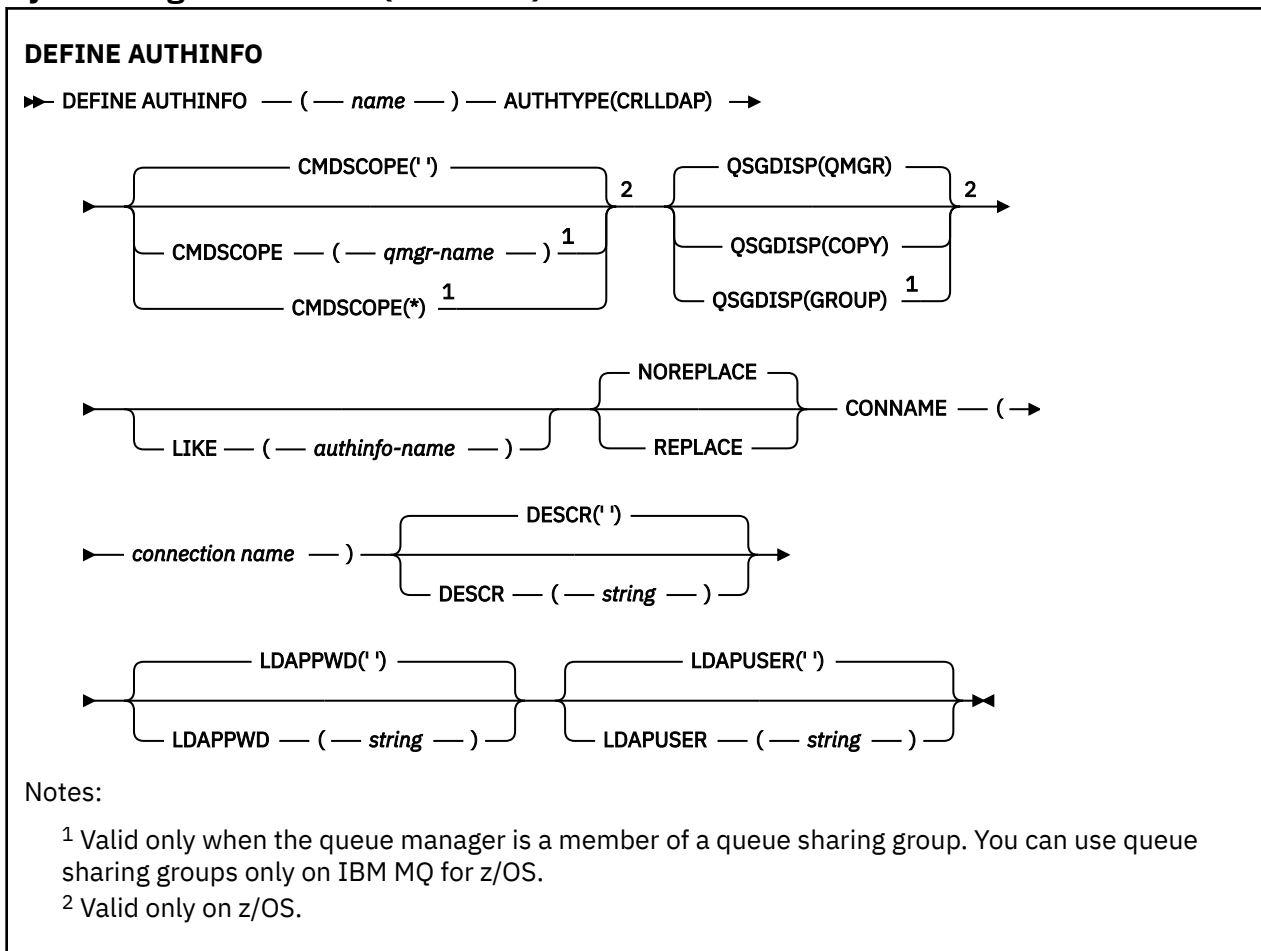 DEFINE AUTHINFO
DEFINE AUTHINFO ( name ) AUTHTYPE(CRLLDAP)
CMDSCOPE(' ')
2
CMDSCOPE ( qmgr-name ) 1
CMDSCOPE(*) 1
QSGDISP(QMGR)
2
QSGDISP(COPY)
QSGDISP(GROUP) 1
LIKE ( authinfo-name )
NOREPLACE
REPLACE
CONNAME (
connection name )
DESCR(' ')
DESCR ( string )
LDAPPWD(' ')
LDAPPWD ( string )
LDAPUSER(' ')
LDAPUSER ( string )
Notes:
1 Valid only when the queue manager is a member of a queue sharing group. You can use queue
sharing groups only on IBM MQ for z/OS.
2 Valid only on z/OS.